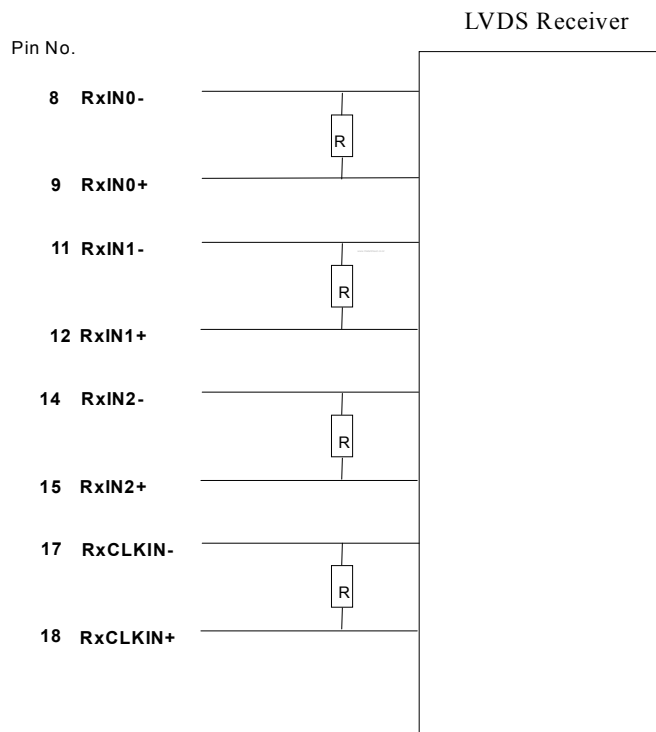 LVDS Receiver
Pin No.
8 RxIN0-
R
9 RxIN0+
11 RxIN1-
R
12 RxIN1+
14 RxIN2-
R
15 RxIN2+
17 RxCLKIN-
R
18 RxCLKIN+